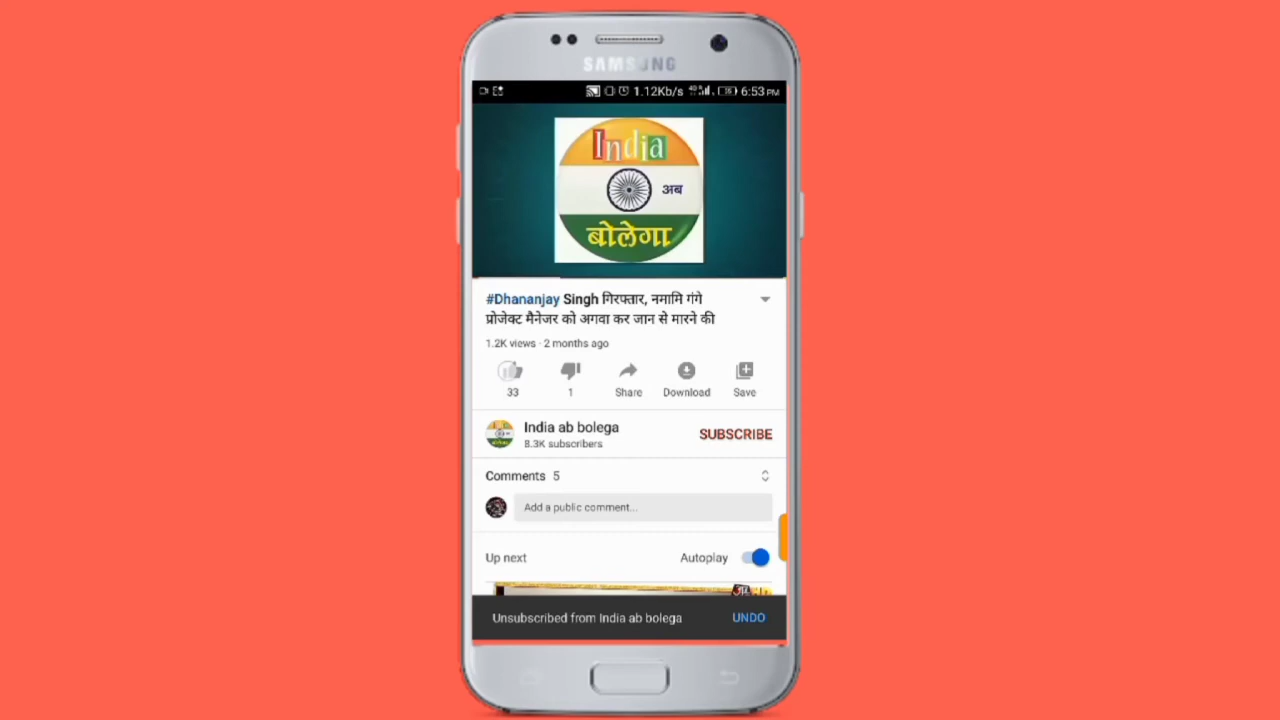 SAMSUNG
1.12Kb/s 6:53 PM
India
अब
बोलेगा
#Dhananjay Singh गिरफ्तार, नमामि गंगे
प्रोजेक्ट मैनेजर को अगवा कर जान से मारने की
1.2K views · 2 months ago
33 1 Share Download Save
India ab bolega SUBSCRIBE
8.3K subscribers
Comments 5
Add a public comment...
Up next Autoplay
Unsubscribed from India ab bolega UNDO